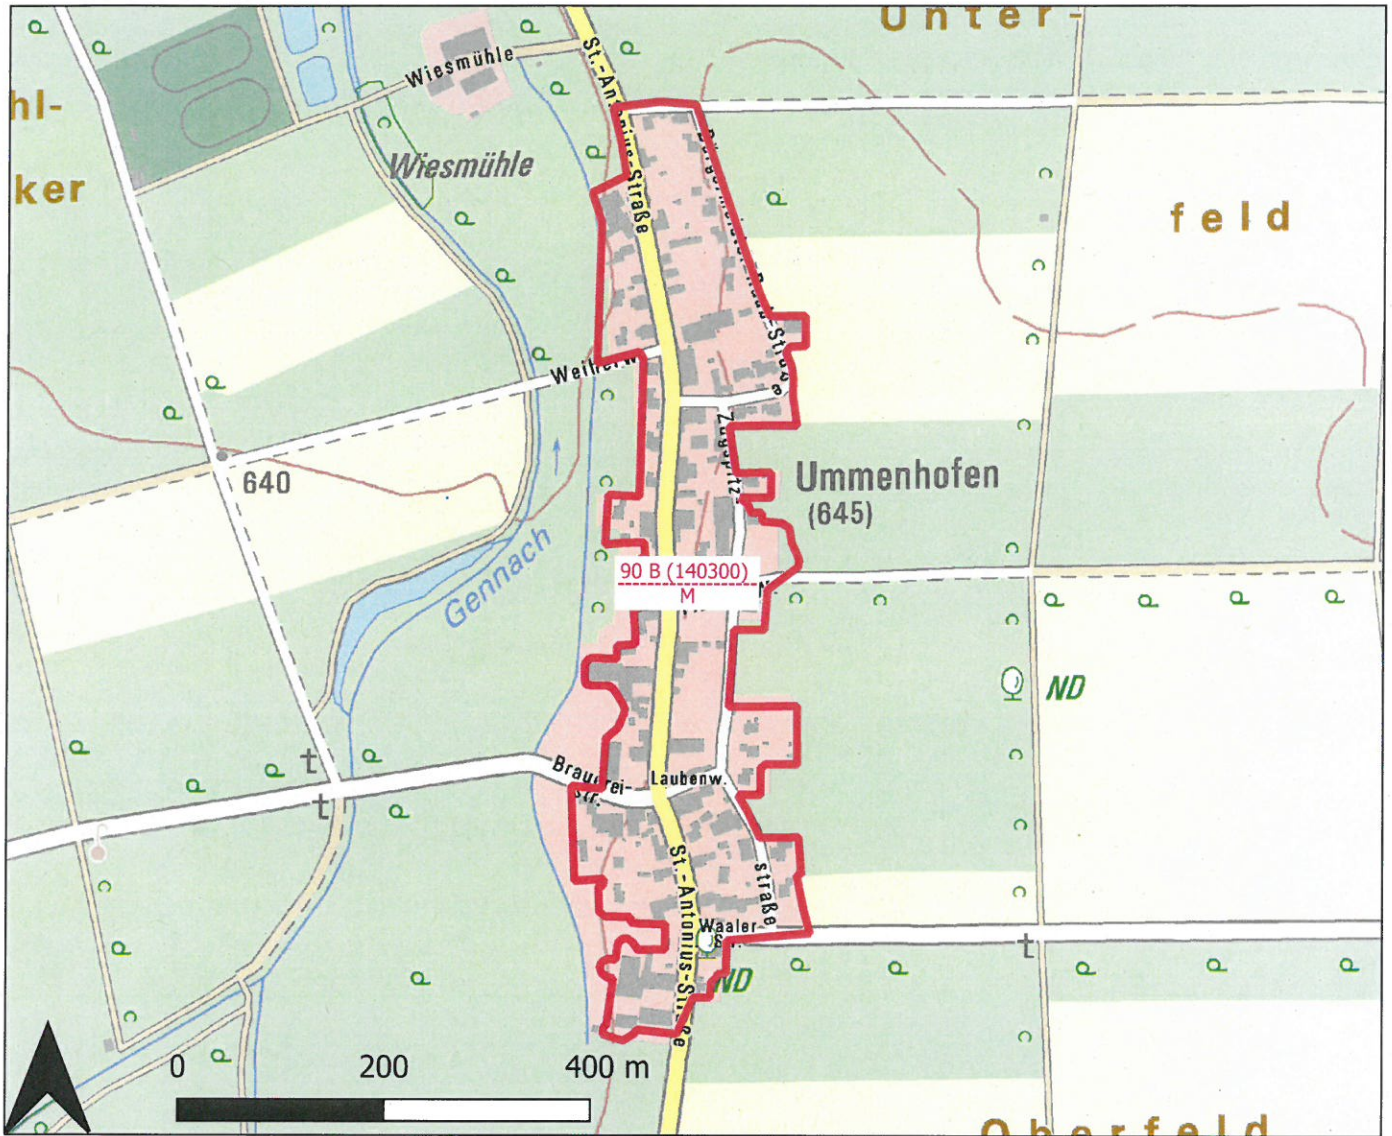 Unter-
hl-
ker
Wiesmühle
Wiesmühle
St.-Antonius-Straße
feld
Weiherw.
640
Zugspitz-
Ummenhofen
(645)
Gennach
90 B (140300)
M
ND
t
t
Brauerei-
str.
Laubenw.
St.-Antonius-Straße
straße
Waaler
ND
t
0 200 400 m
Oberfeld